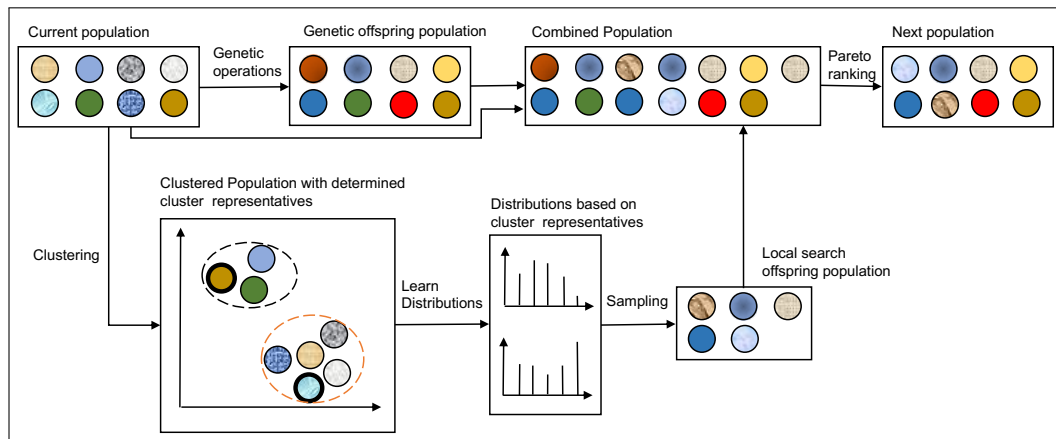 Current population
Genetic operations
Genetic offspring population
Combined Population
Pareto
ranking
Next population
Clustering
Clustered Population with determined
cluster representatives
Learn
Distributions
Distributions based on
cluster representatives
Sampling
Local search
offspring population